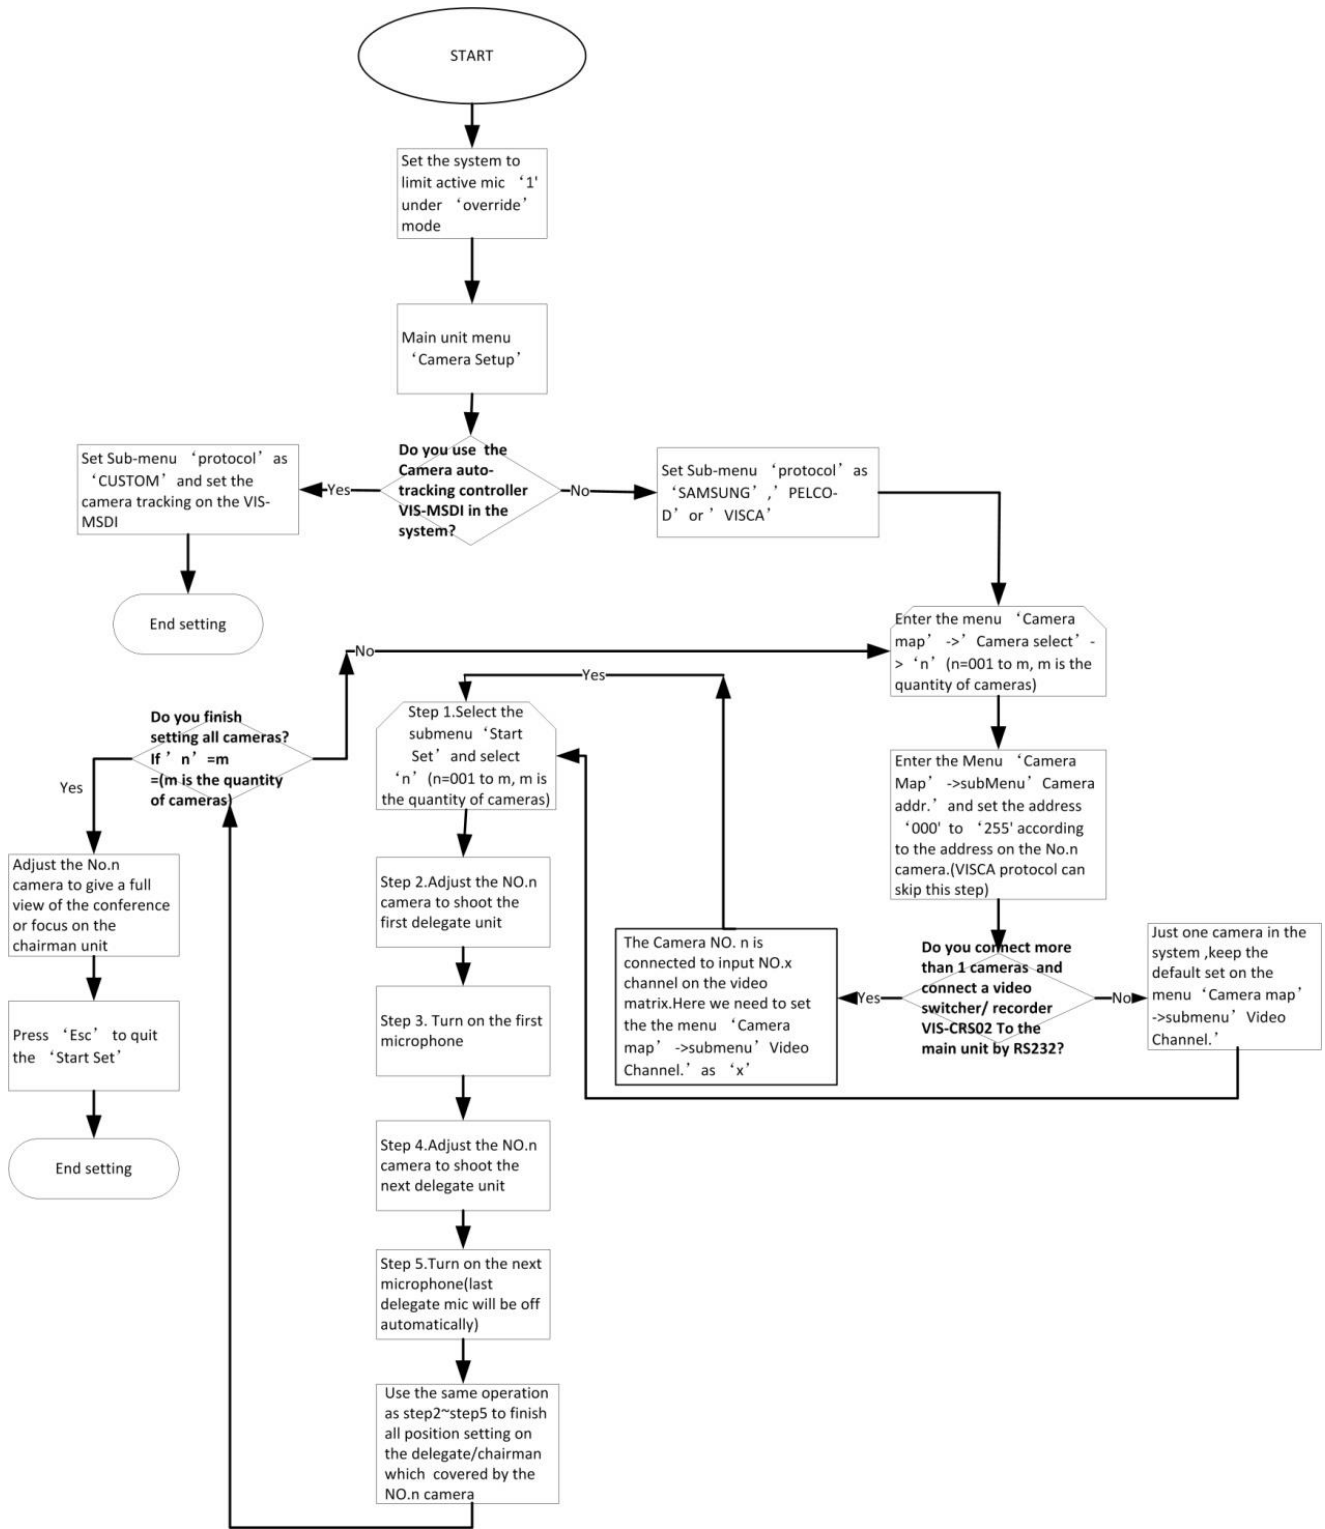 START
Set the system to
limit active mic ‘1'
under ‘override’
mode
Main unit menu
‘Camera Setup’
Do you use the
Camera auto-
tracking controller
VIS-MSDI in the
system?
Yes
No
Set Sub-menu ‘protocol’ as
‘CUSTOM’ and set the
camera tracking on the VIS-
MSDI
End setting
Set Sub-menu ‘protocol’ as
‘SAMSUNG’,’ PELCO-
D’ or ’ VISCA’
Enter the menu ‘Camera
map’ ->’ Camera select’ -
> ‘n’ (n=001 to m, m is the
quantity of cameras)
Enter the Menu ‘Camera
Map’ ->subMenu’ Camera
addr.’ and set the address
‘000' to ‘255' according
to the address on the No.n
camera.(VISCA protocol can
skip this step)
Do you connect more
than 1 cameras and
connect a video
switcher/ recorder
VIS-CRS02 To the
main unit by RS232?
Yes
No
Just one camera in the
system ,keep the
default set on the
menu ‘Camera map’
->submenu’ Video
Channel.’
The Camera NO. n is
connected to input NO.x
channel on the video
matrix.Here we need to set
the the menu ‘Camera
map’ ->submenu’ Video
Channel.’ as ‘x’
Yes
Step 1.Select the
submenu ‘Start
Set’ and select
‘n’ (n=001 to m, m is
the quantity of cameras)
Step 2.Adjust the NO.n
camera to shoot the
first delegate unit
Step 3. Turn on the first
microphone
Step 4.Adjust the NO.n
camera to shoot the
next delegate unit
Step 5.Turn on the next
microphone(last
delegate mic will be off
automatically)
Use the same operation
as step2~step5 to finish
all position setting on
the delegate/chairman
which covered by the
NO.n camera
Do you finish
setting all cameras?
If ’ n’ =m
=(m is the quantity
of cameras)
No
Yes
Adjust the No.n
camera to give a full
view of the conference
or focus on the
chairman unit
Press ‘Esc’ to quit
the ‘Start Set’
End setting